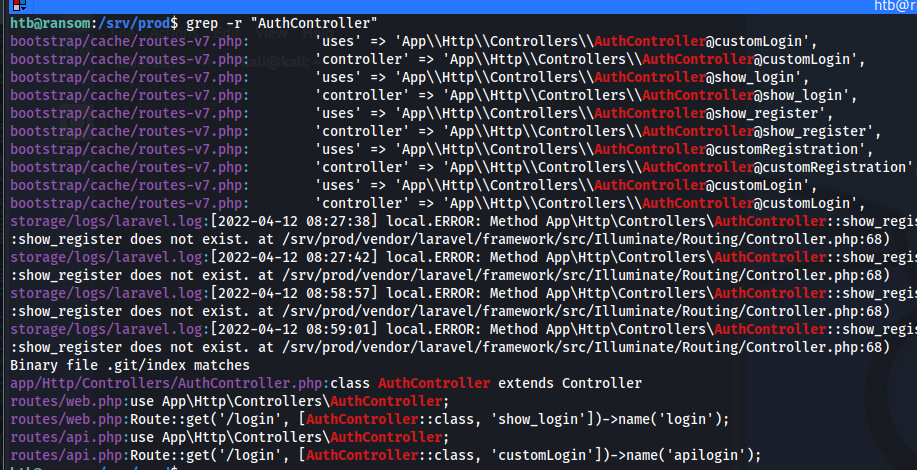 htb@r
htb@ransom:/srv/prod$ grep -r "AuthController"
bootstrap/cache/routes-v7.php:        'uses' => 'App\\Http\\Controllers\\AuthController@customLogin',
bootstrap/cache/routes-v7.php:        'controller' => 'App\\Http\\Controllers\\AuthController@customLogin',
bootstrap/cache/routes-v7.php:        'uses' => 'App\\Http\\Controllers\\AuthController@show_login',
bootstrap/cache/routes-v7.php:        'controller' => 'App\\Http\\Controllers\\AuthController@show_login',
bootstrap/cache/routes-v7.php:        'uses' => 'App\\Http\\Controllers\\AuthController@show_register',
bootstrap/cache/routes-v7.php:        'controller' => 'App\\Http\\Controllers\\AuthController@show_register',
bootstrap/cache/routes-v7.php:        'uses' => 'App\\Http\\Controllers\\AuthController@customRegistration',
bootstrap/cache/routes-v7.php:        'controller' => 'App\\Http\\Controllers\\AuthController@customRegistration'
bootstrap/cache/routes-v7.php:        'uses' => 'App\\Http\\Controllers\\AuthController@customLogin',
bootstrap/cache/routes-v7.php:        'controller' => 'App\\Http\\Controllers\\AuthController@customLogin',
storage/logs/laravel.log:[2022-04-12 08:27:38] local.ERROR: Method App\Http\Controllers\AuthController::show_regis
:show_register does not exist. at /srv/prod/vendor/laravel/framework/src/Illuminate/Routing/Controller.php:68)
storage/logs/laravel.log:[2022-04-12 08:27:42] local.ERROR: Method App\Http\Controllers\AuthController::show_regis
:show_register does not exist. at /srv/prod/vendor/laravel/framework/src/Illuminate/Routing/Controller.php:68)
storage/logs/laravel.log:[2022-04-12 08:58:57] local.ERROR: Method App\Http\Controllers\AuthController::show_regis
:show_register does not exist. at /srv/prod/vendor/laravel/framework/src/Illuminate/Routing/Controller.php:68)
storage/logs/laravel.log:[2022-04-12 08:59:01] local.ERROR: Method App\Http\Controllers\AuthController::show_regis
:show_register does not exist. at /srv/prod/vendor/laravel/framework/src/Illuminate/Routing/Controller.php:68)
Binary file .git/index matches
app/Http/Controllers/AuthController.php:class AuthController extends Controller
routes/web.php:use App\Http\Controllers\AuthController;
routes/web.php:Route::get('/login', [AuthController::class, 'show_login'])->name('login');
routes/api.php:use App\Http\Controllers\AuthController;
routes/api.php:Route::get('/login', [AuthController::class, 'customLogin'])->name('apilogin');